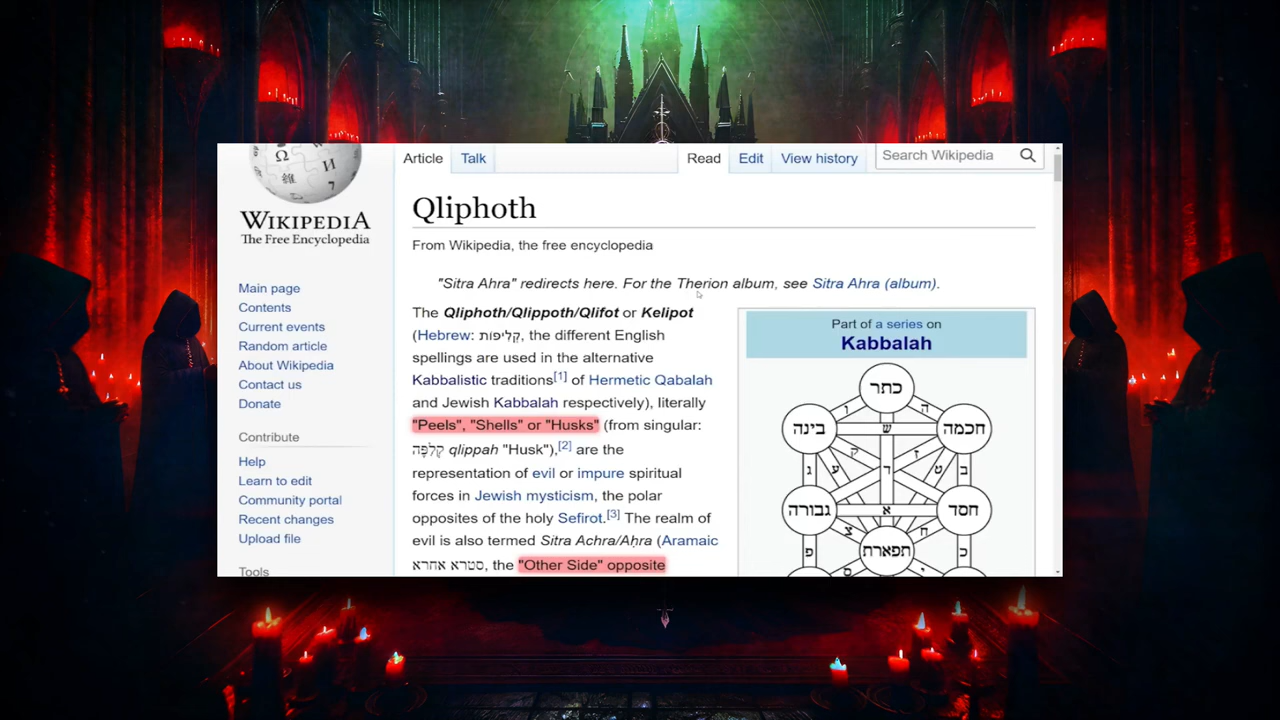 Article
Talk
Read
Edit
View history
Search Wikipedia
Ω
И
維
7
WIKIPEDIA
The Free Encyclopedia
Main page
Contents
Current events
Random article
About Wikipedia
Contact us
Donate
Contribute
Help
Learn to edit
Community portal
Recent changes
Upload file
Tools
Qliphoth
From Wikipedia, the free encyclopedia
"Sitra Ahra" redirects here. For the Therion album, see Sitra Ahra (album).
The Qliphoth/Qlippoth/Qlifot or Kelipot
(Hebrew: קְלִיפּוֹת, the different English
spellings are used in the alternative
Kabbalistic traditions[1] of Hermetic Qabalah
and Jewish Kabbalah respectively), literally
"Peels", "Shells" or "Husks" (from singular:
קְלִפָּה qlippah "Husk"),[2] are the
representation of evil or impure spiritual
forces in Jewish mysticism, the polar
opposites of the holy Sefirot.[3] The realm of
evil is also termed Sitra Achra/Aḥra (Aramaic
סטרא אחרא, the "Other Side" opposite
Part of a series on
Kabbalah
כתר
ו ה
בינה ש חכמה
ק ז
ג ע ד ט ב
גבורה א חסד
צ ח
פ תפארת כ
ס י